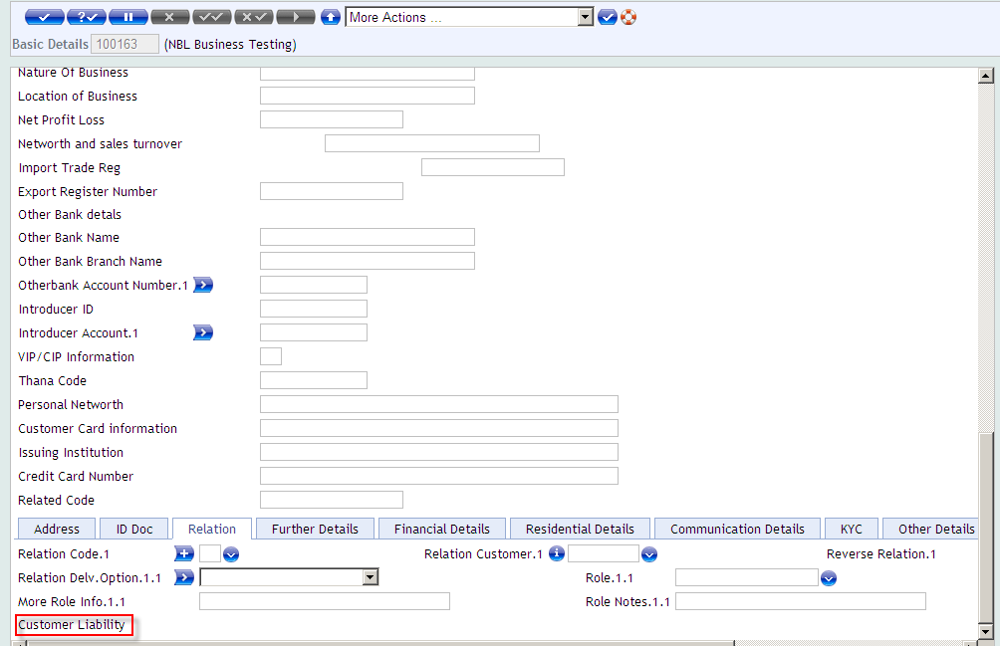 More Actions ...
Basic Details 100163 (NBL Business Testing)
Nature Of Business
Location of Business
Net Profit Loss
Networth and sales turnover
Import Trade Reg
Export Register Number
Other Bank detals
Other Bank Name
Other Bank Branch Name
Otherbank Account Number.1
Introducer ID
Introducer Account.1
VIP/CIP Information
Thana Code
Personal Networth
Customer Card information
Issuing Institution
Credit Card Number
Related Code
Address ID Doc Relation Further Details Financial Details Residential Details Communication Details KYC Other Details
Relation Code.1 Relation Customer.1 Reverse Relation.1
Relation Delv.Option.1.1 Role.1.1
More Role Info.1.1 Role Notes.1.1
Customer Liability